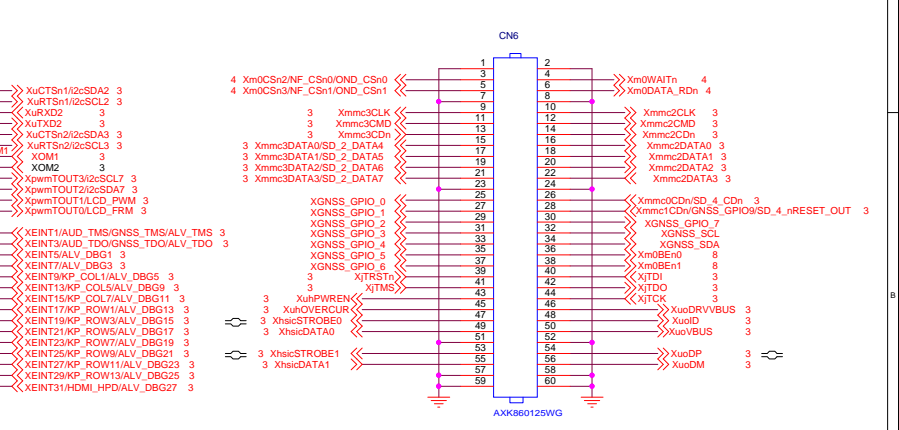 CN6
XuCTSn1/i2cSDA2 3
XuRTSn1/i2cSCL2 3
XuRXD2 3
XuTXD2 3
XuCTSn2/i2cSDA3 3
M1 XuRTSn2/i2cSCL3 3
XOM1 3
XOM2 3
XpwmTOUT3/i2cSCL7 3
XpwmTOUT2/i2cSDA7 3
XpwmTOUT1/LCD_PWM 3
XpwmTOUT0/LCD_FRM 3
XEINT1/AUD_TMS/GNSS_TMS/ALV_TMS 3
XEINT3/AUD_TDO/GNSS_TDO/ALV_TDO 3
XEINT5/ALV_DBG1 3
XEINT7/ALV_DBG3 3
XEINT9/KP_COL1/ALV_DBG5 3
XEINT13/KP_COL5/ALV_DBG9 3
XEINT15/KP_COL7/ALV_DBG11 3
XEINT17/KP_ROW1/ALV_DBG13 3
XEINT19/KP_ROW3/ALV_DBG15 3
XEINT21/KP_ROW5/ALV_DBG17 3
XEINT23/KP_ROW7/ALV_DBG19 3
XEINT25/KP_ROW9/ALV_DBG21 3
XEINT27/KP_ROW11/ALV_DBG23 3
XEINT29/KP_ROW13/ALV_DBG25 3
XEINT31/HDMI_HPD/ALV_DBG27 3
1 2
4 Xm0CSn2/NF_CSn0/OND_CSn0 3 4 Xm0WAITn 4
4 Xm0CSn3/NF_CSn1/OND_CSn1 5 6 Xm0DATA_RDn 4
7 8
3 Xmmc3CLK 9 10 Xmmc2CLK 3
3 Xmmc3CMD 11 12 Xmmc2CMD 3
3 Xmmc3CDn 13 14 Xmmc2CDn 3
3 Xmmc3DATA0/SD_2_DATA4 15 16 Xmmc2DATA0 3
3 Xmmc3DATA1/SD_2_DATA5 17 18 Xmmc2DATA1 3
3 Xmmc3DATA2/SD_2_DATA6 19 20 Xmmc2DATA2 3
3 Xmmc3DATA3/SD_2_DATA7 21 22 Xmmc2DATA3 3
23 24
XGNSS_GPIO_0 25 26 Xmmc0CDn/SD_4_CDn 3
XGNSS_GPIO_1 27 28 Xmmc1CDn/GNSS_GPIO9/SD_4_nRESET_OUT 3
XGNSS_GPIO_2 29 30 XGNSS_GPIO_7
XGNSS_GPIO_3 31 32 XGNSS_SCL
XGNSS_GPIO_4 33 34 XGNSS_SDA
XGNSS_GPIO_5 35 36 Xm0BEn0 8
XGNSS_GPIO_6 37 38 Xm0BEn1 8
3 XjTRSTn 39 40 XjTDI 3
3 XjTMS 41 42 XjTDO 3
3 XuhPWREN 43 44 XjTCK 3
3 XuhOVERCUR 45 46 XuoDRVVBUS 3
3 XhsicSTROBE0 47 48 XuoID 3
3 XhsicDATA0 49 50 XuoVBUS 3
51 52
3 XhsicSTROBE1 53 54 XuoDP 3
3 XhsicDATA1 55 56 XuoDM 3
57 58
59 60
AXK860125WG
B